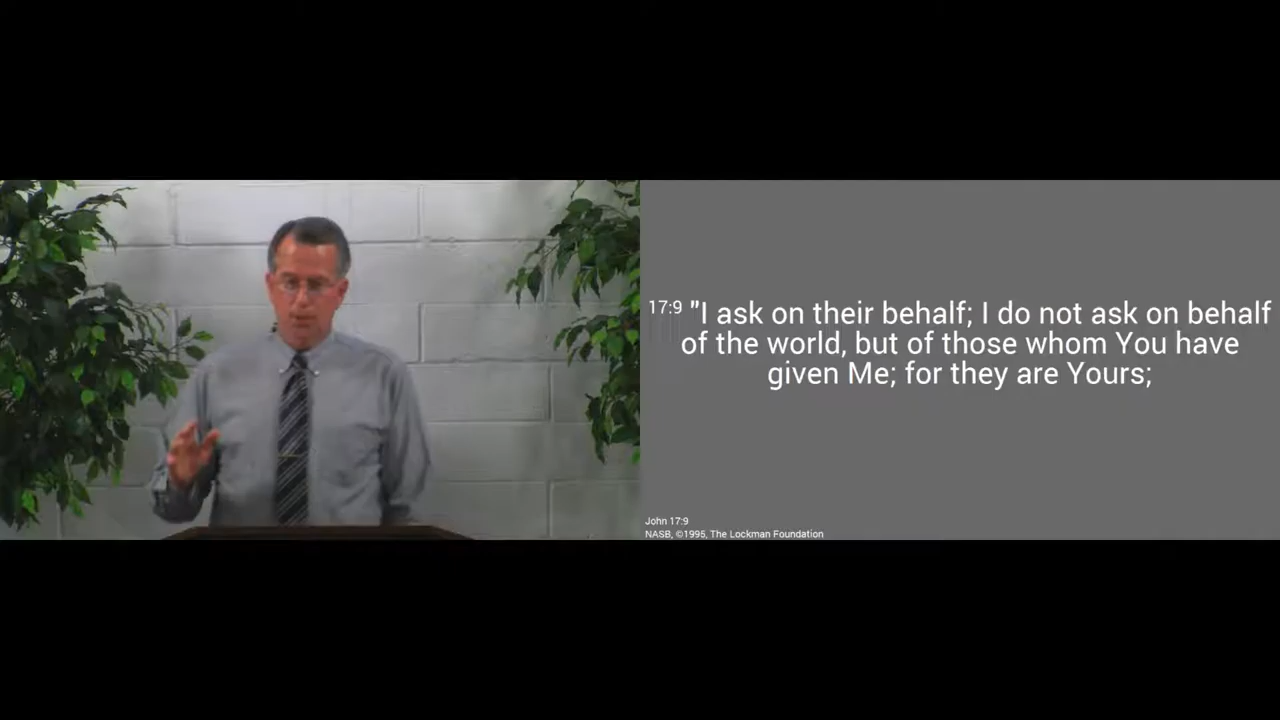 17:9 "I ask on their behalf; I do not ask on behalf
of the world, but of those whom You have
given Me; for they are Yours;
John 17:9
NASB, ©1995, The Lockman Foundation